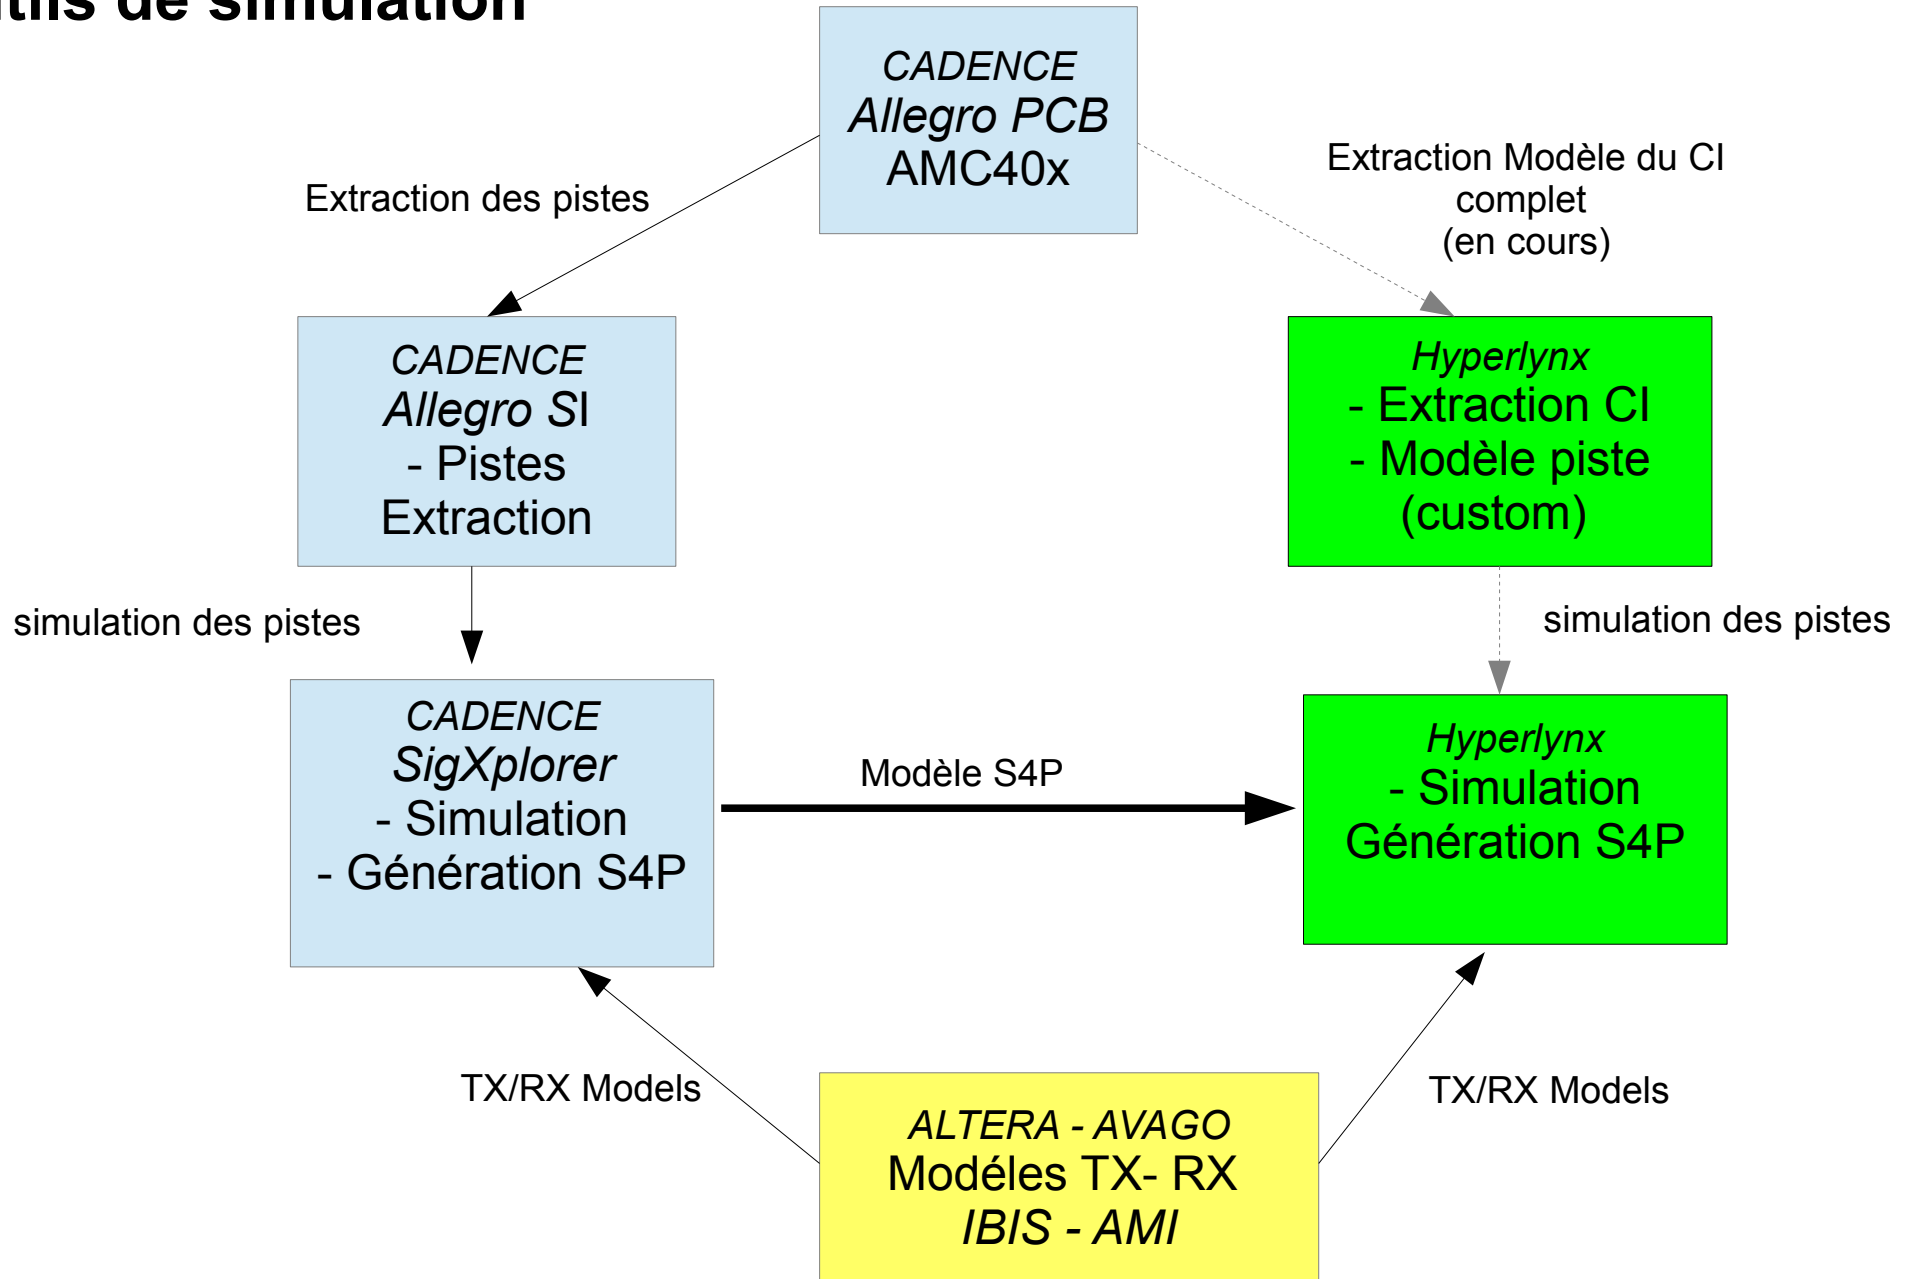 de simulation
CADENCE
Allegro PCB
AMC40x
Extraction des pistes
Extraction Modèle du CI
complet
(en cours)
CADENCE
Allegro SI
- Pistes
Extraction
Hyperlynx
- Extraction CI
- Modèle piste
(custom)
simulation des pistes
simulation des pistes
CADENCE
SigXplorer
- Simulation
- Génération S4P
Modèle S4P
Hyperlynx
- Simulation
Génération S4P
TX/RX Models
TX/RX Models
ALTERA - AVAGO
Modéles TX- RX
IBIS - AMI